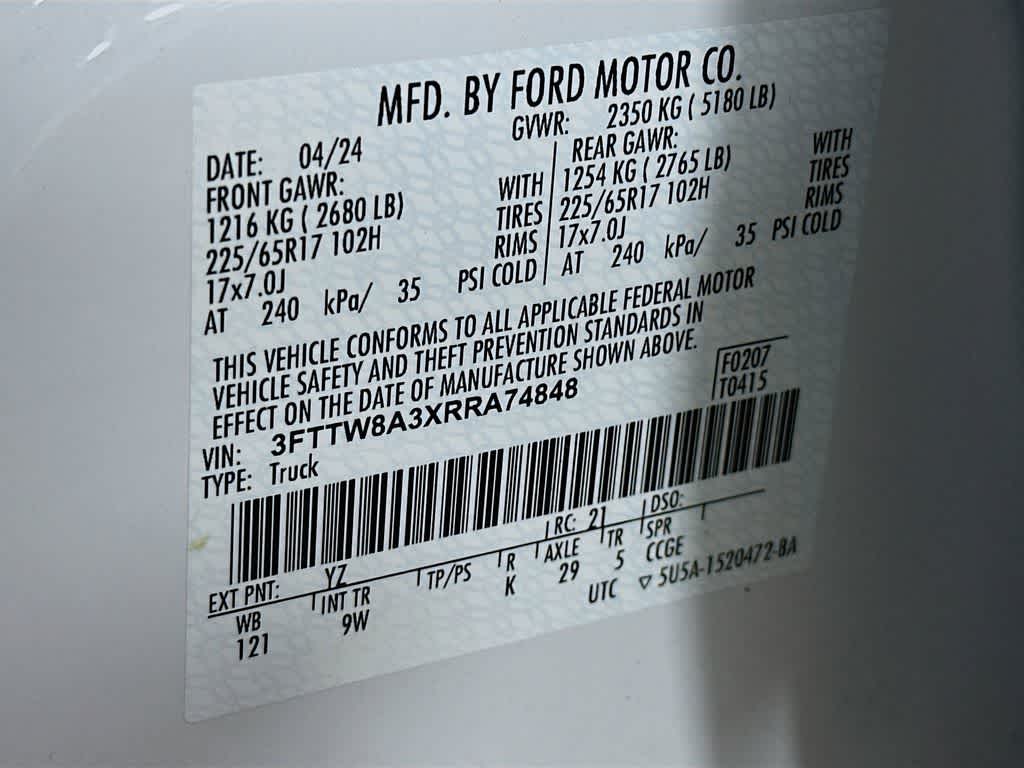 MFD. BY FORD MOTOR CO.
DATE: 04/24
GVWR: 2350 KG ( 5180 LB)
FRONT GAWR:
1216 KG ( 2680 LB) WITH
225/65R17 102H TIRES
17x7.0J RIMS
AT 240 kPa/ 35 PSI COLD
REAR GAWR:
1254 KG ( 2765 LB) WITH
225/65R17 102H TIRES
17x7.0J RIMS
AT 240 kPa/ 35 PSI COLD
THIS VEHICLE CONFORMS TO ALL APPLICABLE FEDERAL MOTOR
VEHICLE SAFETY AND THEFT PREVENTION STANDARDS IN
EFFECT ON THE DATE OF MANUFACTURE SHOWN ABOVE.
F0207
T0415
VIN: 3FTTW8A3XRRA74848
TYPE: Truck
EXT PNT: YZ RC: 21 DSO:
WB INT TR TP/PS R AXLE TR SPR
121 9W K 29 5 CCGE
UTC ▽ 5U5A-1520472-BA